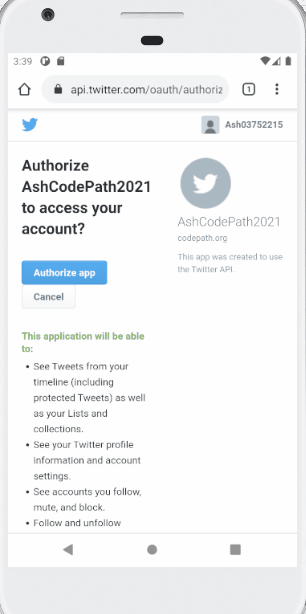 3:39
api.twitter.com/oauth/authoriz
1
Ash03752215
Authorize
AshCodePath2021
to access your
account?
Authorize app
Cancel
AshCodePath2021
codepath.org
This app was created to use
the Twitter API.
This application will be able
to:
• See Tweets from your
timeline (including
protected Tweets) as well
as your Lists and
collections.
• See your Twitter profile
information and account
settings.
• See accounts you follow,
mute, and block.
• Follow and unfollow